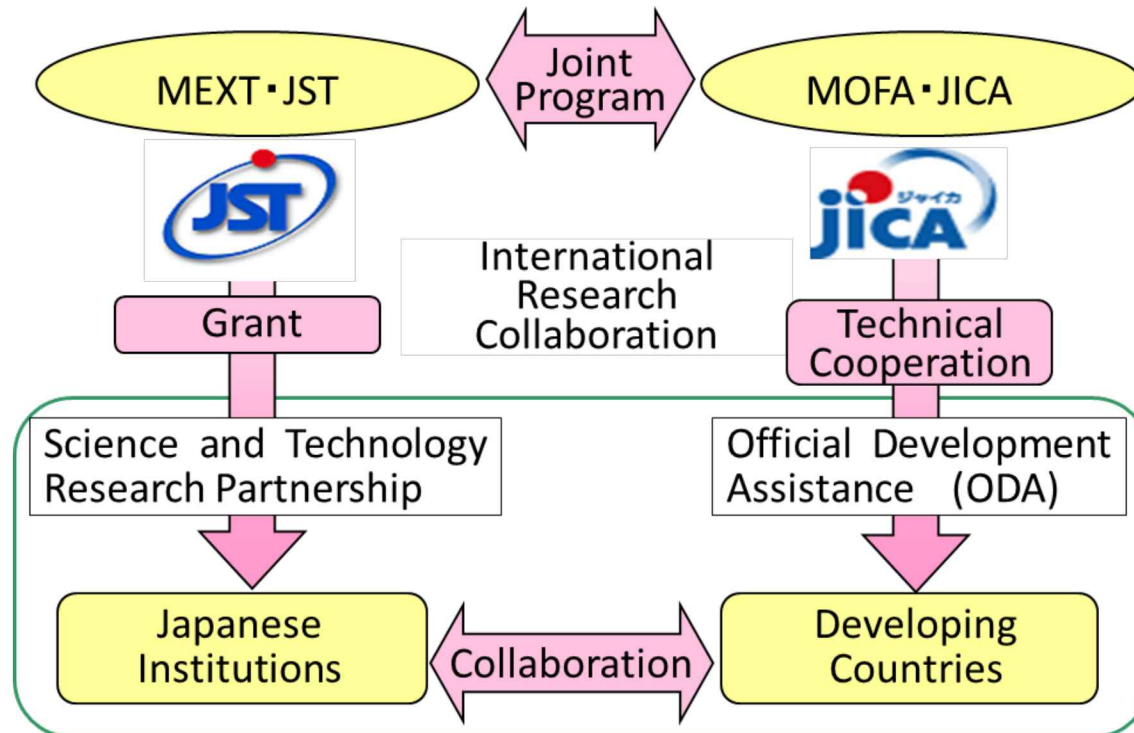 MEXT・JST
Joint
Program
MOFA・JICA
JST
ジャイカ
JICA
International
Research
Collaboration
Grant
Technical
Cooperation
Science and Technology
Research Partnership
Official Development
Assistance (ODA)
Japanese
Institutions
Collaboration
Developing
Countries